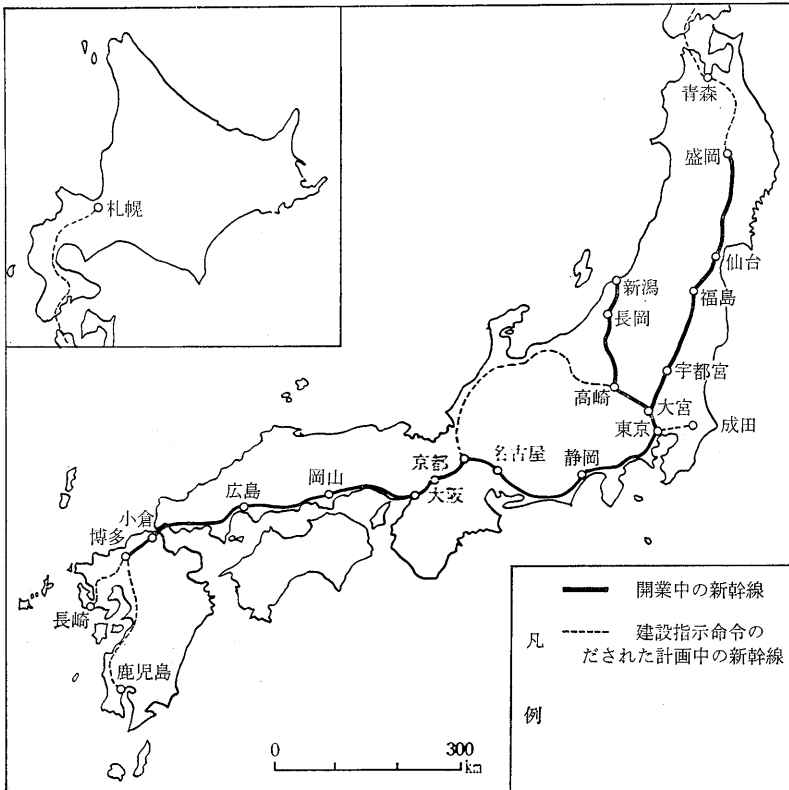 札幌
青森
盛岡
仙台
福島
新潟
長岡
宇都宮
高崎
大宮
東京
成田
京都
名古屋
静岡
岡山
大阪
広島
小倉
博多
長崎
鹿児島
凡例
開業中の新幹線
建設指示命令の
だされた計画中の新幹線
0
300
km